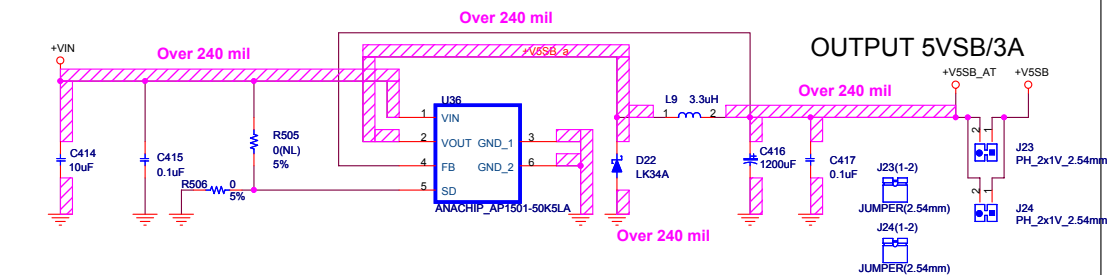 Over 240 mil
+VIN
Over 240 mil
+V5SB_a
OUTPUT 5VSB/3A
+V5SB_AT
+V5SB
Over 240 mil
L9 3.3uH
1 2
U36
1 VIN
2 VOUT GND_1 3
4 FB GND_2 6
5 SD
ANACHIP_AP1501-50K5LA
R505
0(NL)
5%
R506 0
5%
C414
10uF
C415
0.1uF
D22
LK34A
C416
1200uF
C417
0.1uF
Over 240 mil
2 1
J23
PH_2x1V_2.54mm
2 1
J24
PH_2x1V_2.54mm
J23(1-2)
JUMPER(2.54mm)
J24(1-2)
JUMPER(2.54mm)